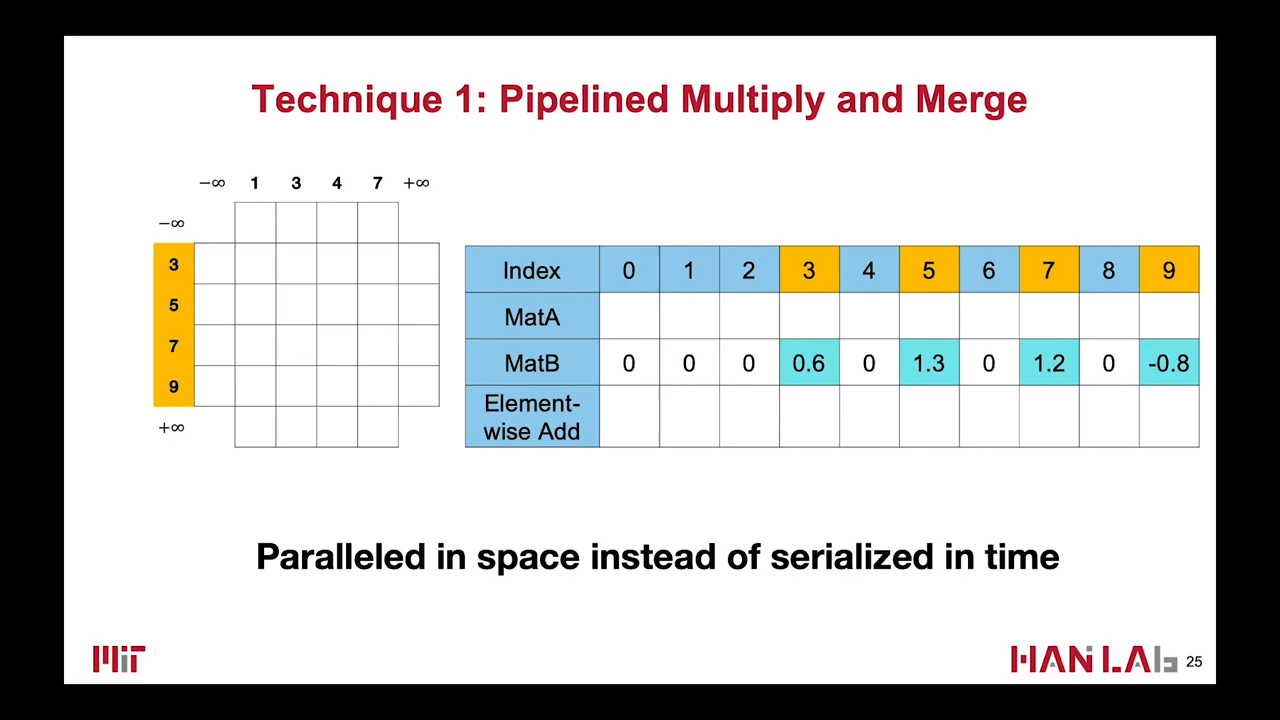 Technique 1: Pipelined Multiply and Merge
−∞ 1 3 4 7 +∞
−∞
3
5
7
9
+∞
Index 0 1 2 3 4 5 6 7 8 9
MatA
MatB 0 0 0 0.6 0 1.3 0 1.2 0 -0.8
Element-
wise Add
Paralleled in space instead of serialized in time
MIT
HAN LAb 25